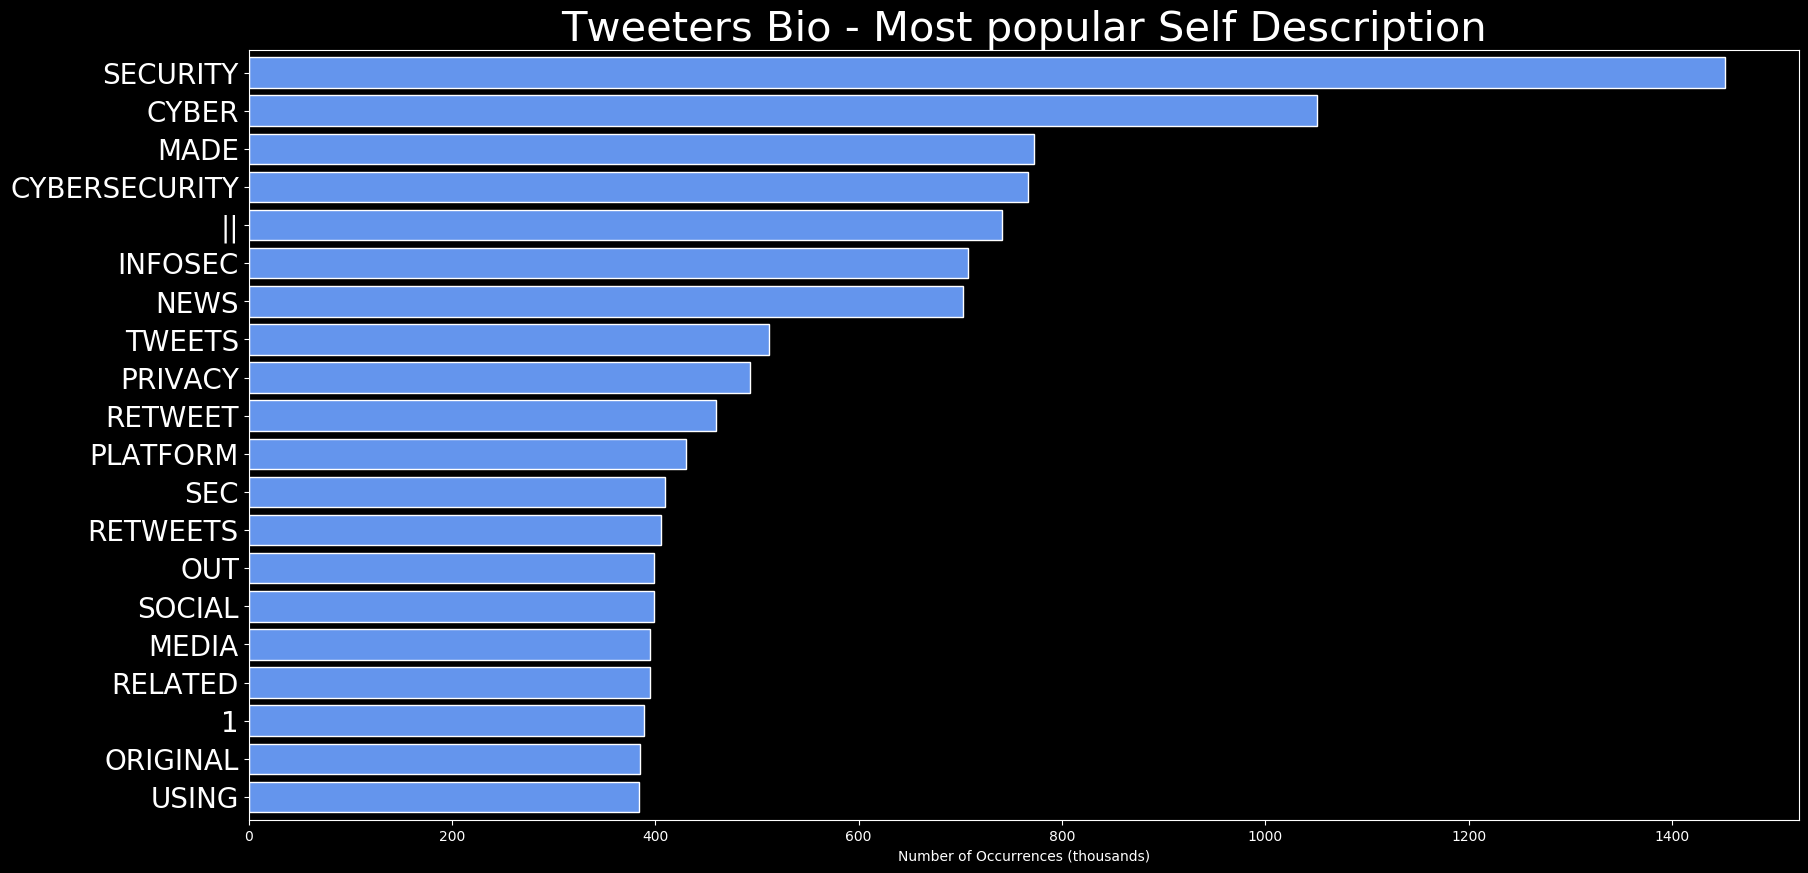 Tweeters Bio - Most popular Self Description
SECURITY
CYBER
MADE
CYBERSECURITY
||
INFOSEC
NEWS
TWEETS
PRIVACY
RETWEET
PLATFORM
SEC
RETWEETS
OUT
SOCIAL
MEDIA
RELATED
1
ORIGINAL
USING
0 200 400 600 800 1000 1200 1400
Number of Occurrences (thousands)